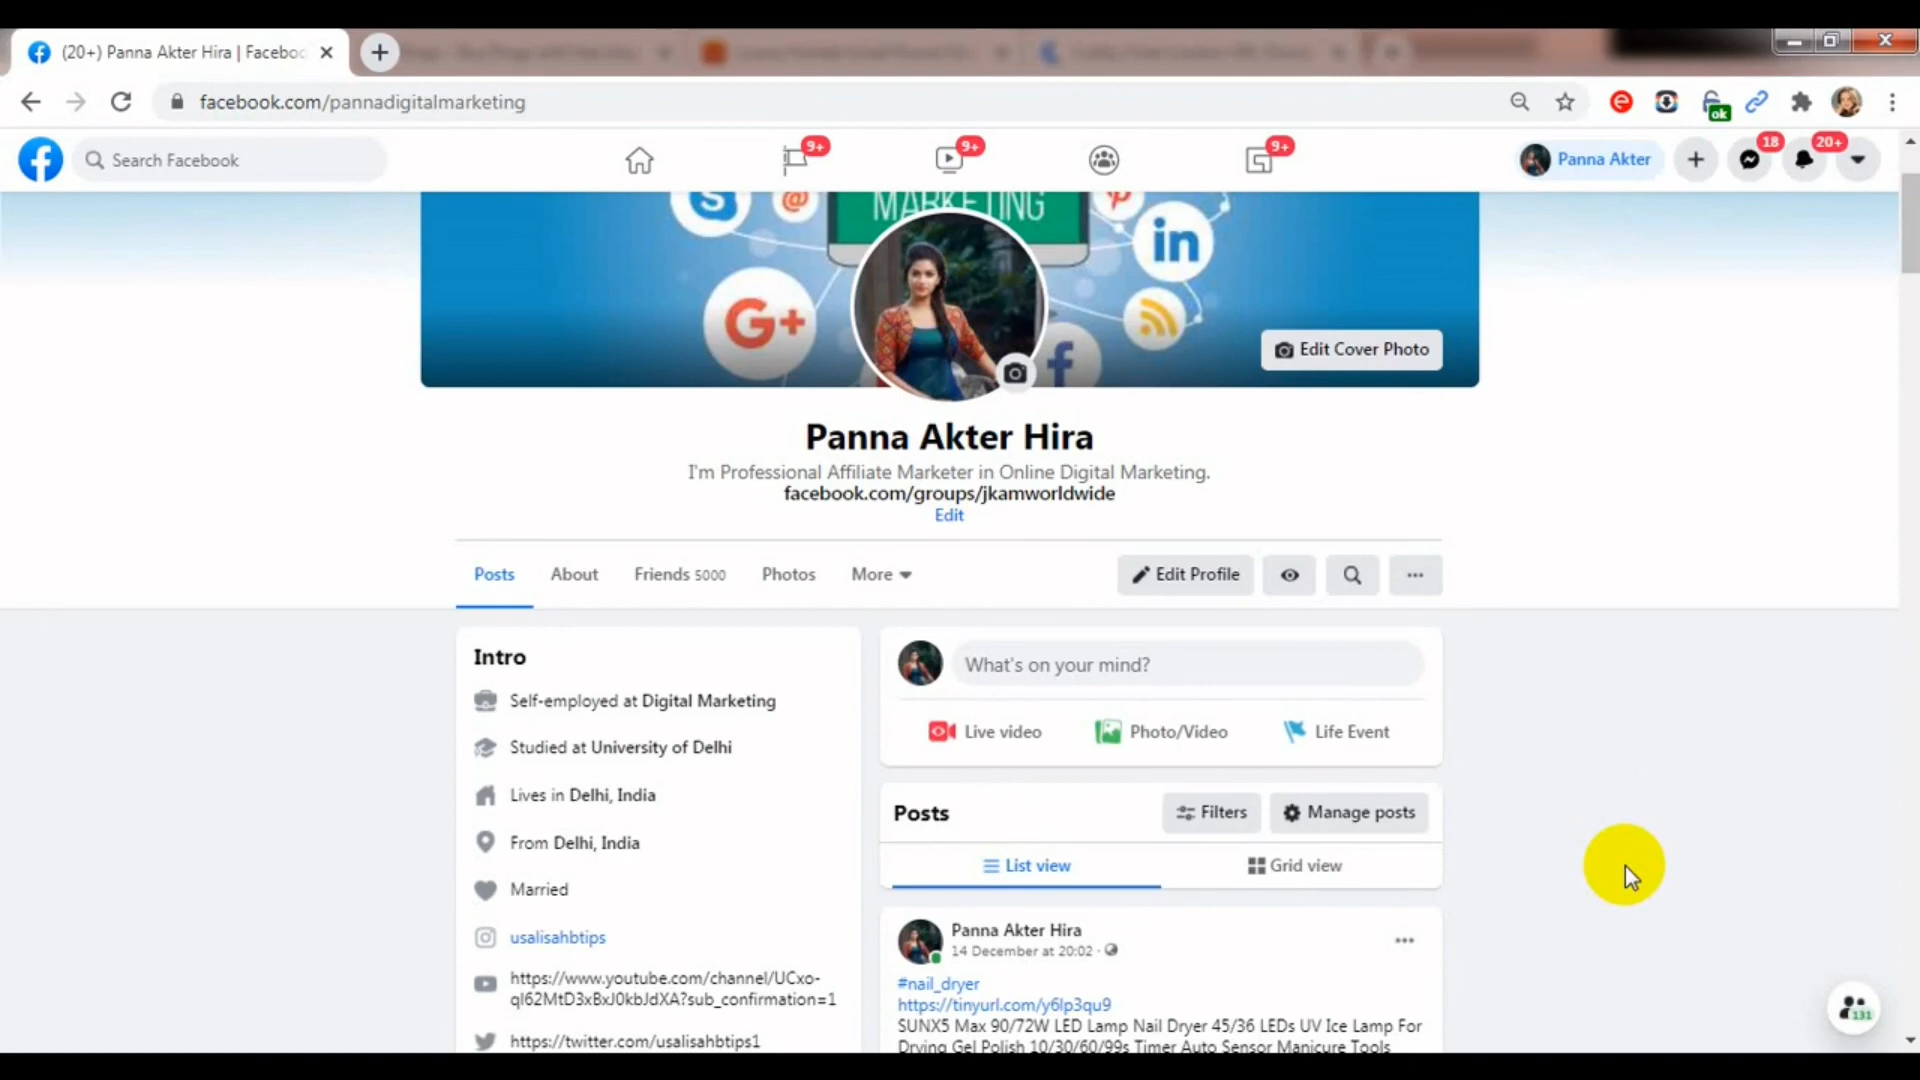 (20+) Panna Akter Hira | Faceboo
facebook.com/pannadigitalmarketing
ok
Search Facebook
9+
9+
9+
Panna Akter
18
20+
MARKETING
S
@
in
G+
f
Edit Cover Photo
Panna Akter Hira
I'm Professional Affiliate Marketer in Online Digital Marketing.
facebook.com/groups/jkamworldwide
Edit
Posts
About
Friends 5000
Photos
More
Edit Profile
Intro
Self-employed at Digital Marketing
Studied at University of Delhi
Lives in Delhi, India
From Delhi, India
Married
usalisahbtips
https://www.youtube.com/channel/UCxo-
qI62MtD3xBxJ0kbJdXA?sub_confirmation=1
https://twitter.com/usalisahbtips1
What's on your mind?
Live video
Photo/Video
Life Event
Posts
Filters
Manage posts
List view
Grid view
Panna Akter Hira
14 December at 20:02
#nail_dryer
https://tinyurl.com/y6lp3qu9
SUNX5 Max 90/72W LED Lamp Nail Dryer 45/36 LEDs UV Ice Lamp For
Drying Gel Polish 10/30/60/99s Timer Auto Sensor Manicure Tools
131